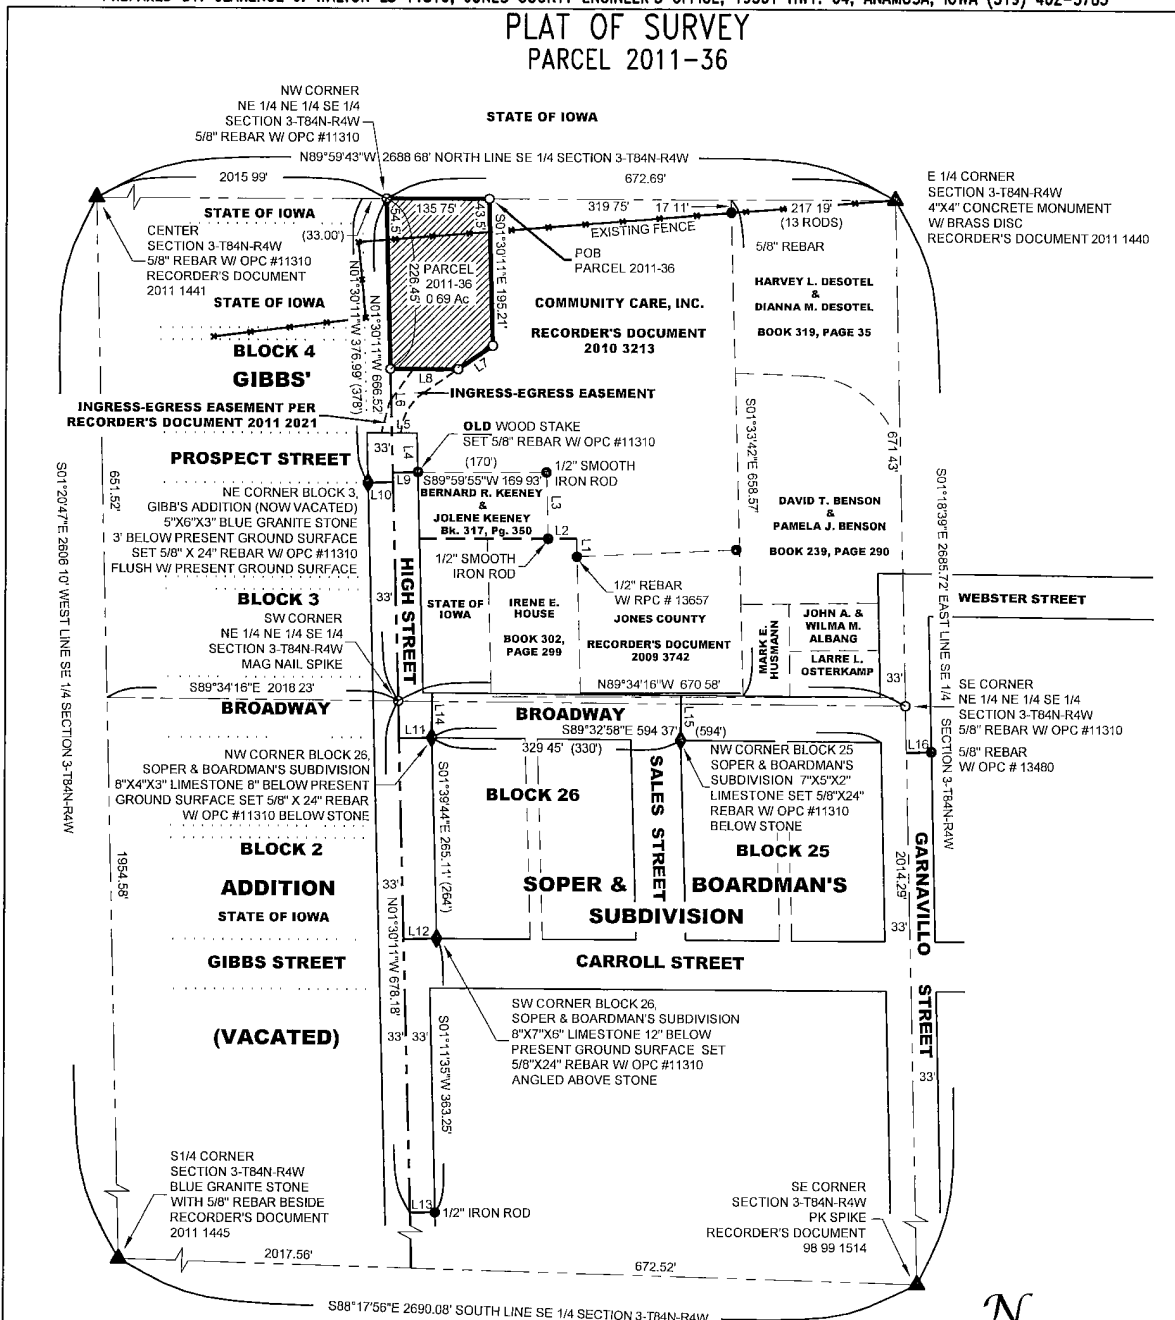 PLAT OF SURVEY
PARCEL 2011-36
NW CORNER
NE 1/4 NE 1/4 SE 1/4
SECTION 3-T84N-R4W
5/8" REBAR W/ OPC #11310
STATE OF IOWA
N89°59'43"W 2688 68' NORTH LINE SE 1/4 SECTION 3-T84N-R4W
2015 99'
672.69'
E 1/4 CORNER
SECTION 3-T84N-R4W
4"X4" CONCRETE MONUMENT
W/ BRASS DISC
RECORDER'S DOCUMENT 2011 1440
STATE OF IOWA
(33.00')
54.5'
135 75'
43.5'
319 75'
17 11'
217 19'
(13 RODS)
EXISTING FENCE
5/8" REBAR
CENTER
SECTION 3-T84N-R4W
5/8" REBAR W/ OPC #11310
RECORDER'S DOCUMENT
2011 1441
POB
PARCEL 2011-36
PARCEL
2011-36
0 69 Ac
226.45'
S01°30'11"E 195.21'
N01°30'11"W 376.99' (378')
N01°30'11"W 666.52'
STATE OF IOWA
COMMUNITY CARE, INC.
RECORDER'S DOCUMENT
2010 3213
HARVEY L. DESOTEL
&
DIANNA M. DESOTEL
BOOK 319, PAGE 35
BLOCK 4
GIBBS'
L8
L7
L6
INGRESS-EGRESS EASEMENT
INGRESS-EGRESS EASEMENT PER
RECORDER'S DOCUMENT 2011 2021
L5
OLD WOOD STAKE
SET 5/8" REBAR W/ OPC #11310
33'
L4
(170')
1/2" SMOOTH
IRON ROD
PROSPECT STREET
L9
S89°59'55"W 169 93'
L10
S01°20'47"E 2606 10' WEST LINE SE 1/4 SECTION 3-T84N-R4W
651.52'
S01°33'42"E 658.57'
671 43'
S01°18'39"E 2685.72' EAST LINE SE 1/4 SECTION 3-T84N-R4W
NE CORNER BLOCK 3,
GIBB'S ADDITION (NOW VACATED)
5"X6"X3" BLUE GRANITE STONE
3' BELOW PRESENT GROUND SURFACE
SET 5/8" X 24" REBAR W/ OPC #11310
FLUSH W/ PRESENT GROUND SURFACE
BERNARD R. KEENEY
&
JOLENE KEENEY
Bk. 317, Pg. 350
L3
L2
L1
DAVID T. BENSON
&
PAMELA J. BENSON
BOOK 239, PAGE 290
1/2" SMOOTH
IRON ROD
1/2" REBAR
W/ RPC # 13657
HIGH STREET
33'
BLOCK 3
STATE OF
IOWA
IRENE E.
HOUSE
BOOK 302,
PAGE 299
JONES COUNTY
RECORDER'S DOCUMENT
2009 3742
MARK E.
HUSMANN
JOHN A. &
WILMA M.
ALBANG
LARRE L.
OSTERKAMP
WEBSTER STREET
SW CORNER
NE 1/4 NE 1/4 SE 1/4
SECTION 3-T84N-R4W
MAG NAIL SPIKE
33'
S89°34'16"E 2018 23'
N89°34'16"W 670 58'
SE CORNER
NE 1/4 NE 1/4 SE 1/4
SECTION 3-T84N-R4W
5/8" REBAR W/ OPC #11310
BROADWAY
L14
BROADWAY
L15
L11
S89°32'58"E 594 37' (594')
329 45' (330')
L16
5/8" REBAR
W/ OPC # 13480
NW CORNER BLOCK 26,
SOPER & BOARDMAN'S SUBDIVISION
8"X4"X3" LIMESTONE 8" BELOW PRESENT
GROUND SURFACE SET 5/8" X 24" REBAR
W/ OPC #11310 BELOW STONE
S01°39'44"E 265.11' (264')
BLOCK 26
SALES STREET
NW CORNER BLOCK 25
SOPER & BOARDMAN'S
SUBDIVISION 7"X5"X2"
LIMESTONE SET 5/8"X24"
REBAR W/ OPC #11310
BELOW STONE
BLOCK 2
BLOCK 25
1954.58'
2014.29'
GARNAVILLO STREET
ADDITION
33'
N01°30'11"W 678.18'
SOPER &
BOARDMAN'S
SUBDIVISION
STATE OF IOWA
33'
L12
GIBBS STREET
CARROLL STREET
(VACATED)
33'
33'
S01°11'35"W 363.25'
SW CORNER BLOCK 26,
SOPER & BOARDMAN'S SUBDIVISION
8"X7"X6" LIMESTONE 12" BELOW
PRESENT GROUND SURFACE SET
5/8"X24" REBAR W/ OPC #11310
ANGLED ABOVE STONE
33'
S1/4 CORNER
SECTION 3-T84N-R4W
BLUE GRANITE STONE
WITH 5/8" REBAR BESIDE
RECORDER'S DOCUMENT
2011 1445
L13
1/2" IRON ROD
SE CORNER
SECTION 3-T84N-R4W
PK SPIKE
RECORDER'S DOCUMENT
98 99 1514
2017.56'
672.52'
S88°17'56"E 2690.08' SOUTH LINE SE 1/4 SECTION 3-T84N-R4W
N